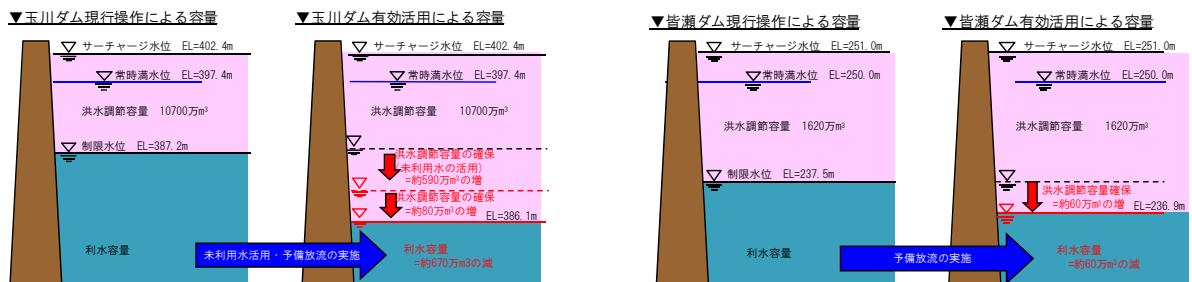 ▼玉川ダム現行操作による容量
サーチャージ水位 EL=402.4m
常時満水位 EL=397.4m
洪水調節容量 10700万m³
制限水位 EL=387.2m
利水容量
▼玉川ダム有効活用による容量
サーチャージ水位 EL=402.4m
常時満水位 EL=397.4m
洪水調節容量 10700万m³
洪水調節容量の確保
(未利用水の活用)
=約590万m³の増
洪水調節容量の確保
=約80万m³の増
EL=386.1m
利水容量
=約670万m3の減
未利用水活用・予備放流の実施
▼皆瀬ダム現行操作による容量
サーチャージ水位 EL=251.0m
常時満水位 EL=250.0m
洪水調節容量 1620万m³
制限水位 EL=237.5m
利水容量
▼皆瀬ダム有効活用による容量
サーチャージ水位 EL=251.0m
常時満水位 EL=250.0m
洪水調節容量 1620万m³
洪水調節容量確保
=約60万m³の増
EL=236.9m
利水容量
=約60万m³の減
予備放流の実施